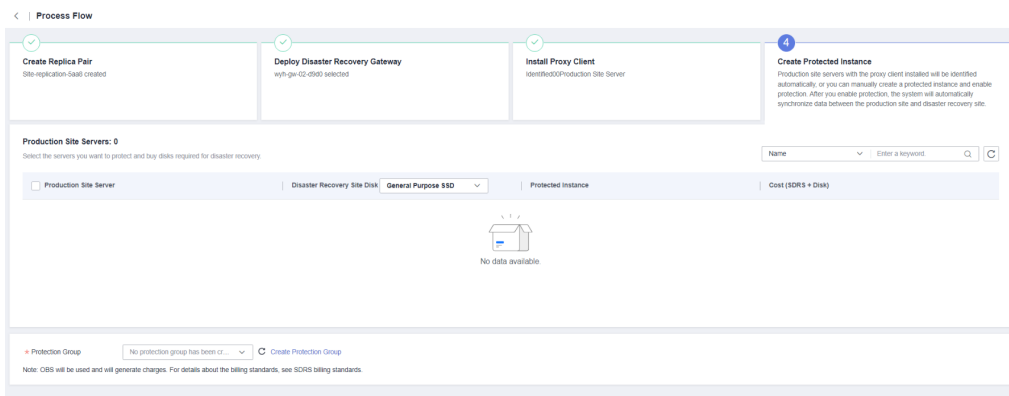 Process Flow
4
Create Replica Pair
Site-replication-5aa6 created
Deploy Disaster Recovery Gateway
wyh-gw-02-d9d0 selected
Install Proxy Client
Identified00Production Site Server
Create Protected Instance
Production site servers with the proxy client installed will be identified
automatically, or you can manually create a protected instance and enable
protection. After you enable protection, the system will automatically
synchronize data between the production site and disaster recovery site.
Production Site Servers: 0
Select the servers you want to protect and buy disks required for disaster recovery.
Name
Enter a keyword.
Production Site Server
Disaster Recovery Site Disk
General Purpose SSD
Protected Instance
Cost (SDRS + Disk)
No data available.
* Protection Group
No protection group has been cr...
Create Protection Group
Note: OBS will be used and will generate charges. For details about the billing standards, see SDRS billing standards.